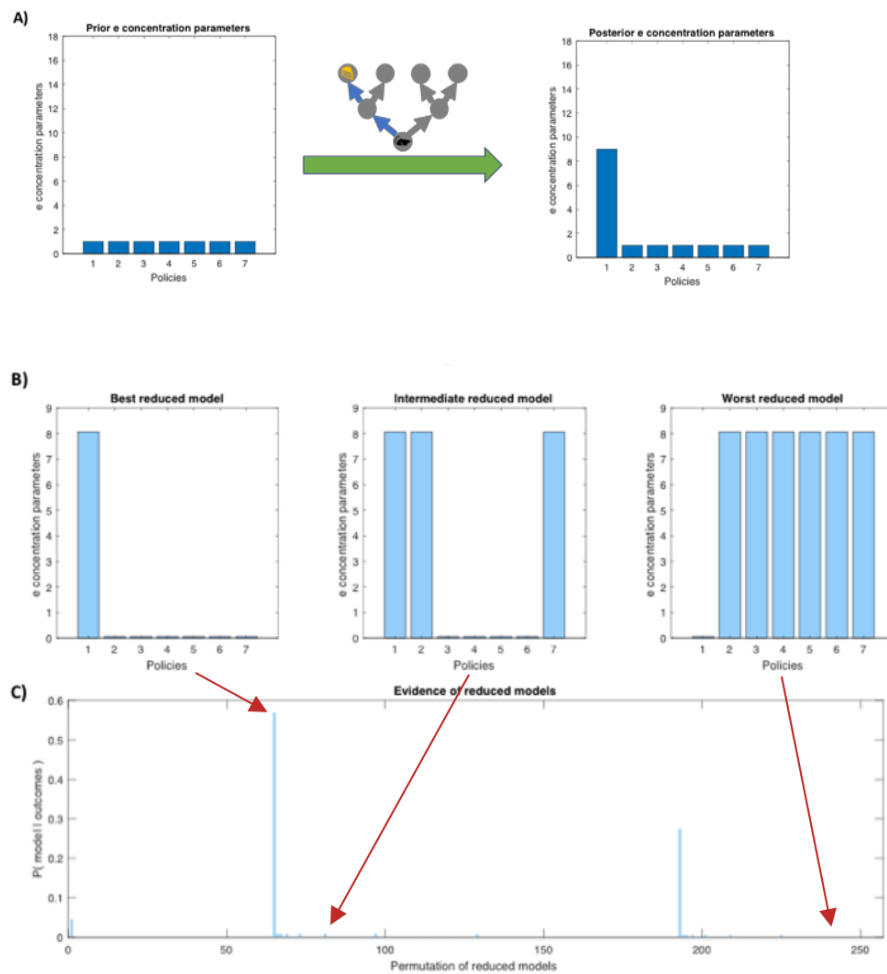 A)
Prior e concentration parameters
18
16
14
12
10
8
6
4
2
0
e concentration parameters
1 2 3 4 5 6 7
Policies
Posterior e concentration parameters
18
16
14
12
10
8
6
4
2
0
e concentration parameters
1 2 3 4 5 6 7
Policies
B)
Best reduced model
9
8
7
6
5
4
3
2
1
0
e concentration parameters
1 2 3 4 5 6 7
Policies
Intermediate reduced model
9
8
7
6
5
4
3
2
1
0
e concentration parameters
1 2 3 4 5 6 7
Policies
Worst reduced model
9
8
7
6
5
4
3
2
1
0
e concentration parameters
1 2 3 4 5 6 7
Policies
C)
Evidence of reduced models
0.6
0.5
0.4
0.3
0.2
0.1
0
P( model l outcomes )
0 50 100 150 200 250
Permutation of reduced models